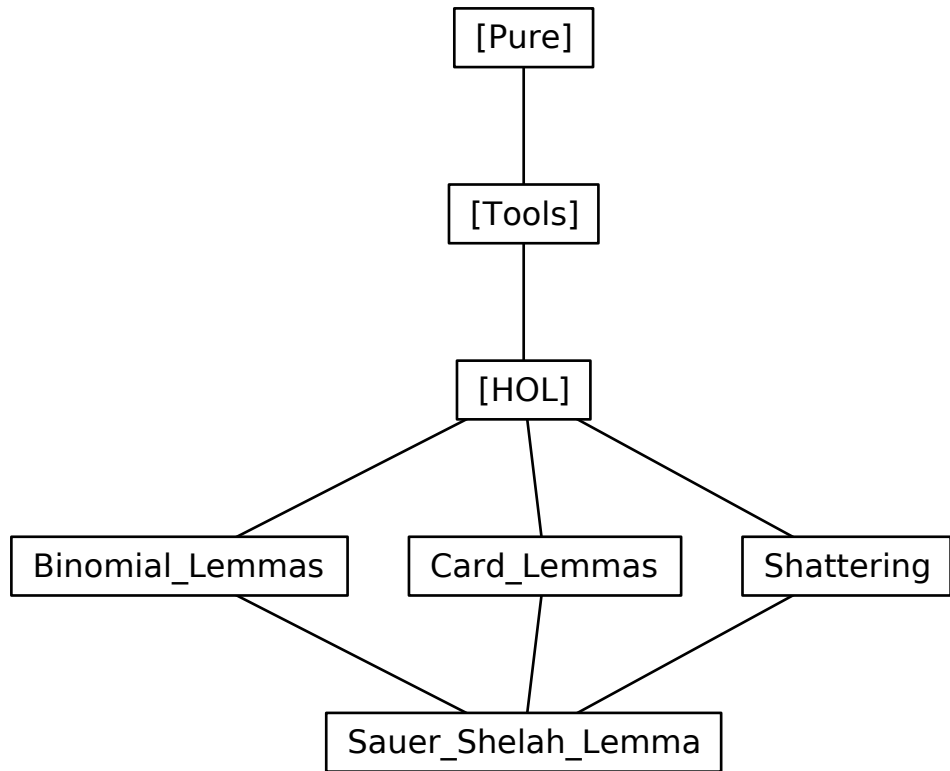 [Pure]
[Tools]
[HOL]
Binomial_Lemmas
Card_Lemmas
Shattering
Sauer_Shelah_Lemma